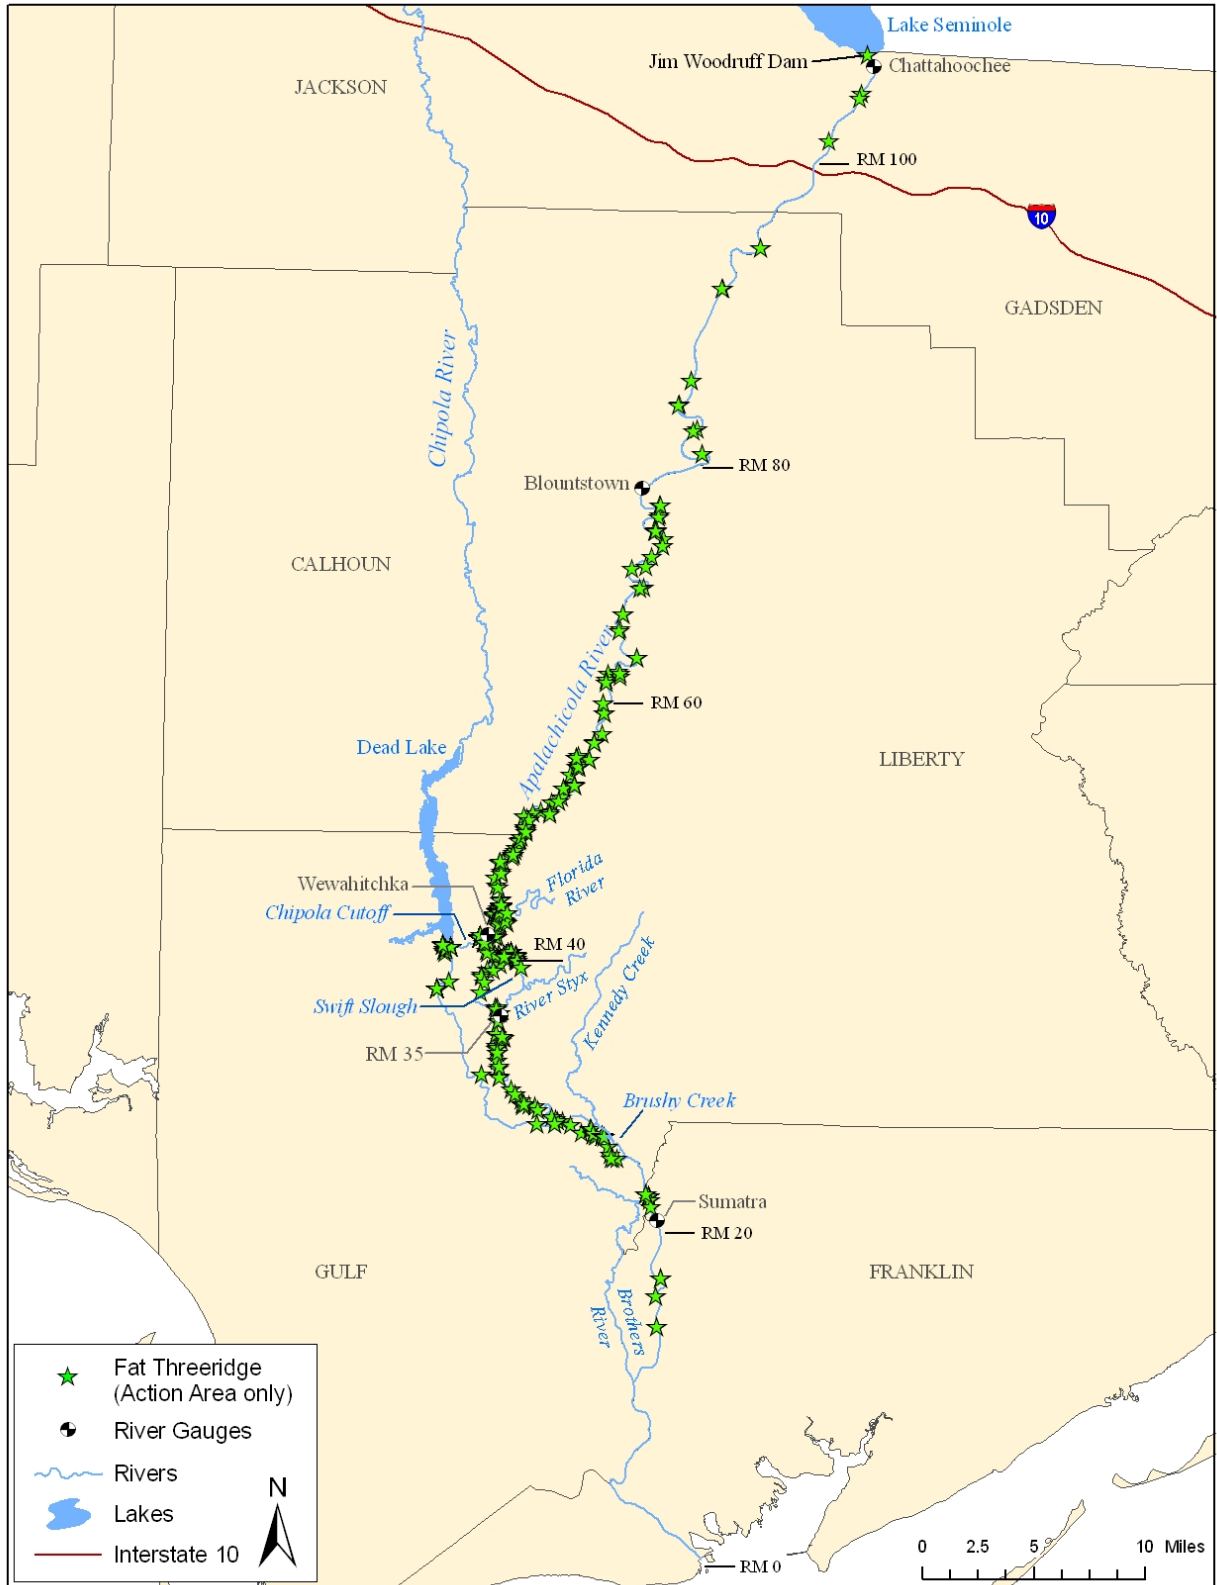 Lake Seminole
Jim Woodruff Dam
Chattahoochee
JACKSON
RM 100
10
GADSDEN
Chipola River
RM 80
Blountstown
CALHOUN
Apalachicola River
RM 60
Dead Lake
LIBERTY
Wewahitchka
Florida
River
Chipola Cutoff
RM 40
River Styx
Swift Slough
Kennedy Creek
RM 35
Brushy Creek
Sumatra
RM 20
GULF
FRANKLIN
Brothers
River
Fat Threeridge
(Action Area only)
River Gauges
Rivers
Lakes
Interstate 10
N
0 2.5 5 10 Miles
RM 0